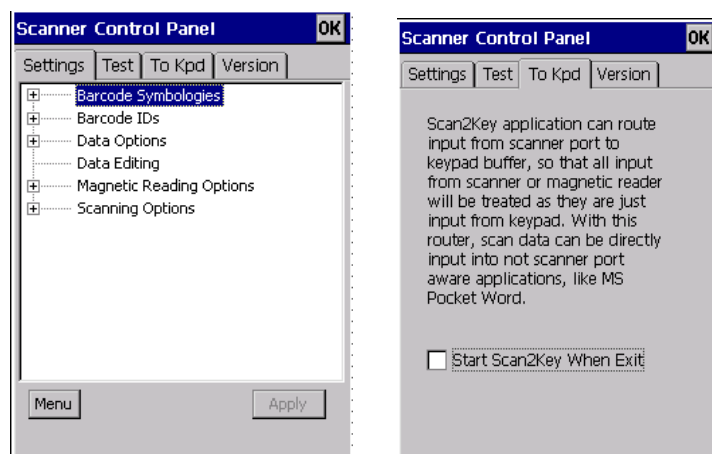 Scanner Control Panel OK
Settings Test To Kpd Version
Barcode Symbologies
Barcode IDs
Data Options
Data Editing
Magnetic Reading Options
Scanning Options
Menu Apply
Scanner Control Panel OK
Settings Test To Kpd Version
Scan2Key application can route
input from scanner port to
keypad buffer, so that all input
from scanner or magnetic reader
will be treated as they are just
input from keypad. With this
router, scan data can be directly
input into not scanner port
aware applications, like MS
Pocket Word.
Start Scan2Key When Exit